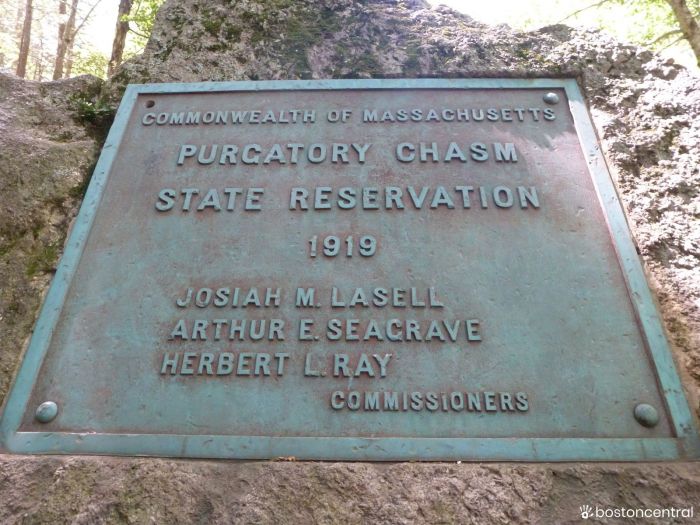 COMMONWEALTH OF MASSACHUSETTS
PURGATORY CHASM
STATE RESERVATION
1919
JOSIAH M. LASELL
ARTHUR E. SEAGRAVE
HERBERT L. RAY
COMMISSIONERS
bostoncentral